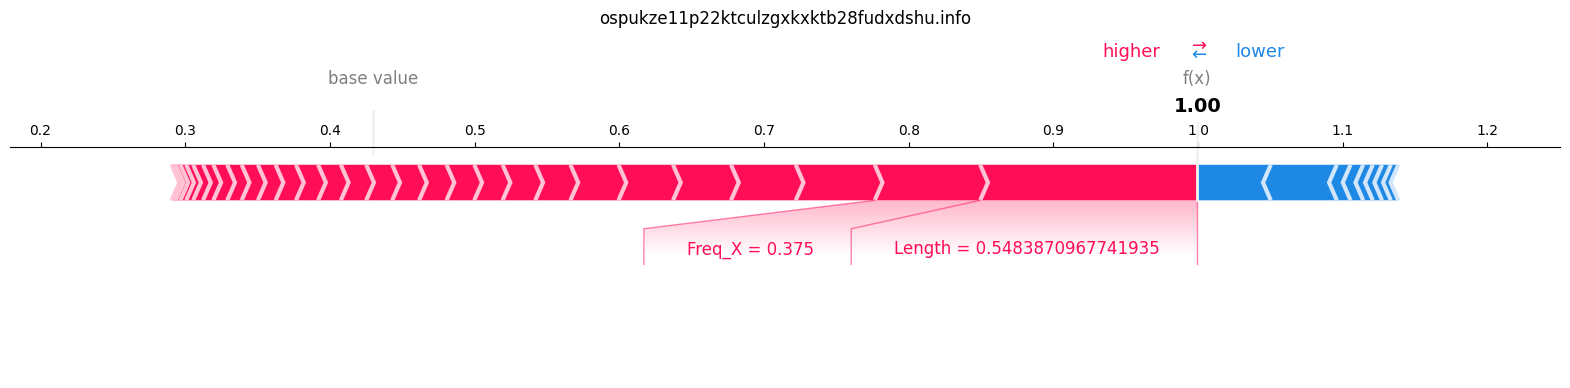 ospukze11p22ktculzgxkxktb28fudxdshu.info
higher ⇄ lower
base value f(x)
1.00
0.2 0.3 0.4 0.5 0.6 0.7 0.8 0.9 1.0 1.1 1.2
Freq_X = 0.375 Length = 0.5483870967741935